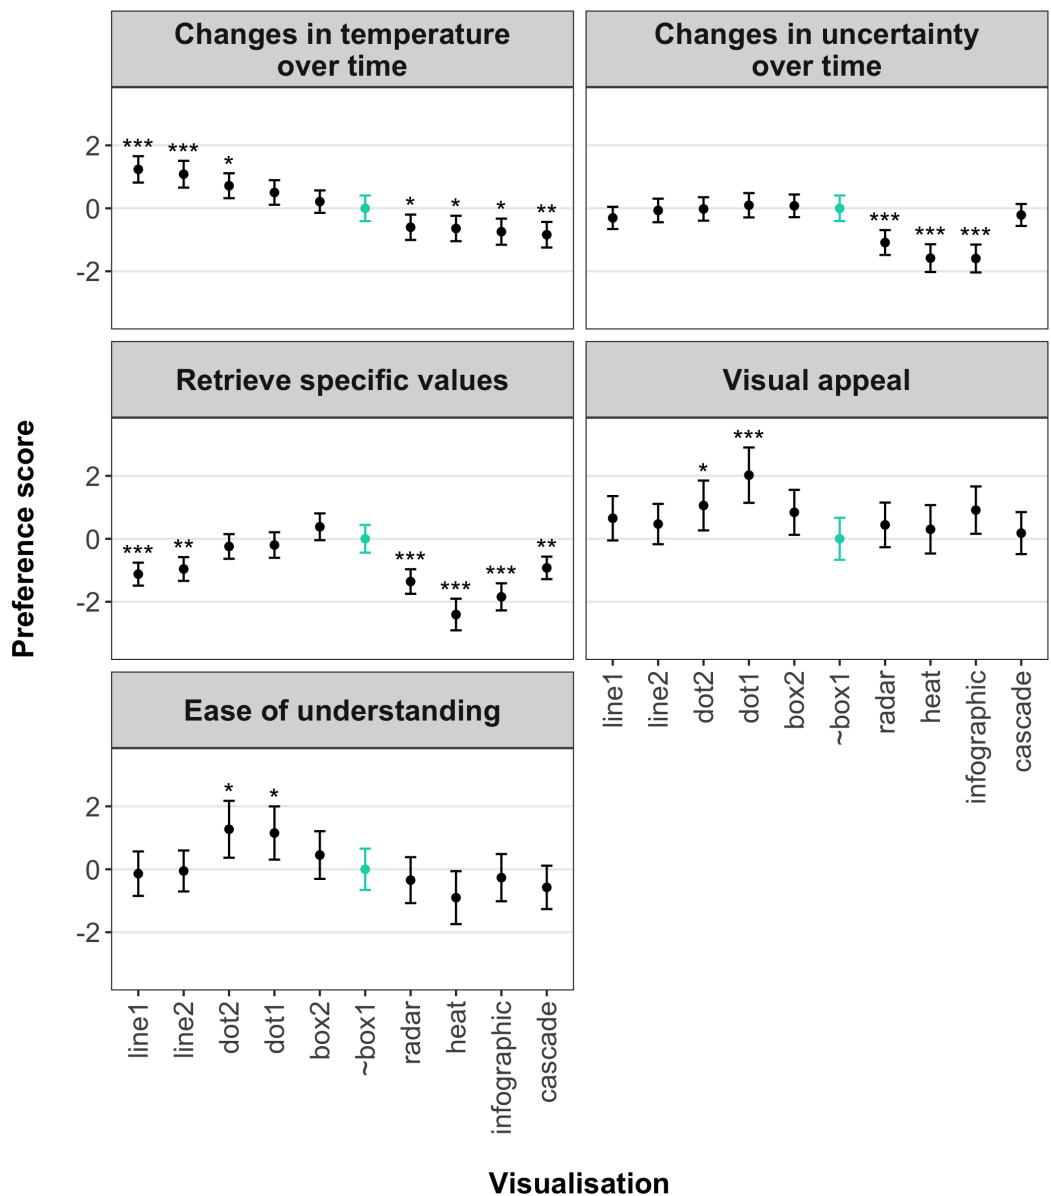 Changes in temperature
over time
Changes in uncertainty
over time
2
0
-2
*** *** * * * * **
*** *** ***
Retrieve specific values
Visual appeal
2
0
-2
*** ** *** *** *** **
* ***
2
0
-2
line1 line2 dot2 dot1 box2 ~box1 radar heat infographic cascade
Ease of understanding
* *
line1 line2 dot2 dot1 box2 ~box1 radar heat infographic cascade
Preference score
Visualisation